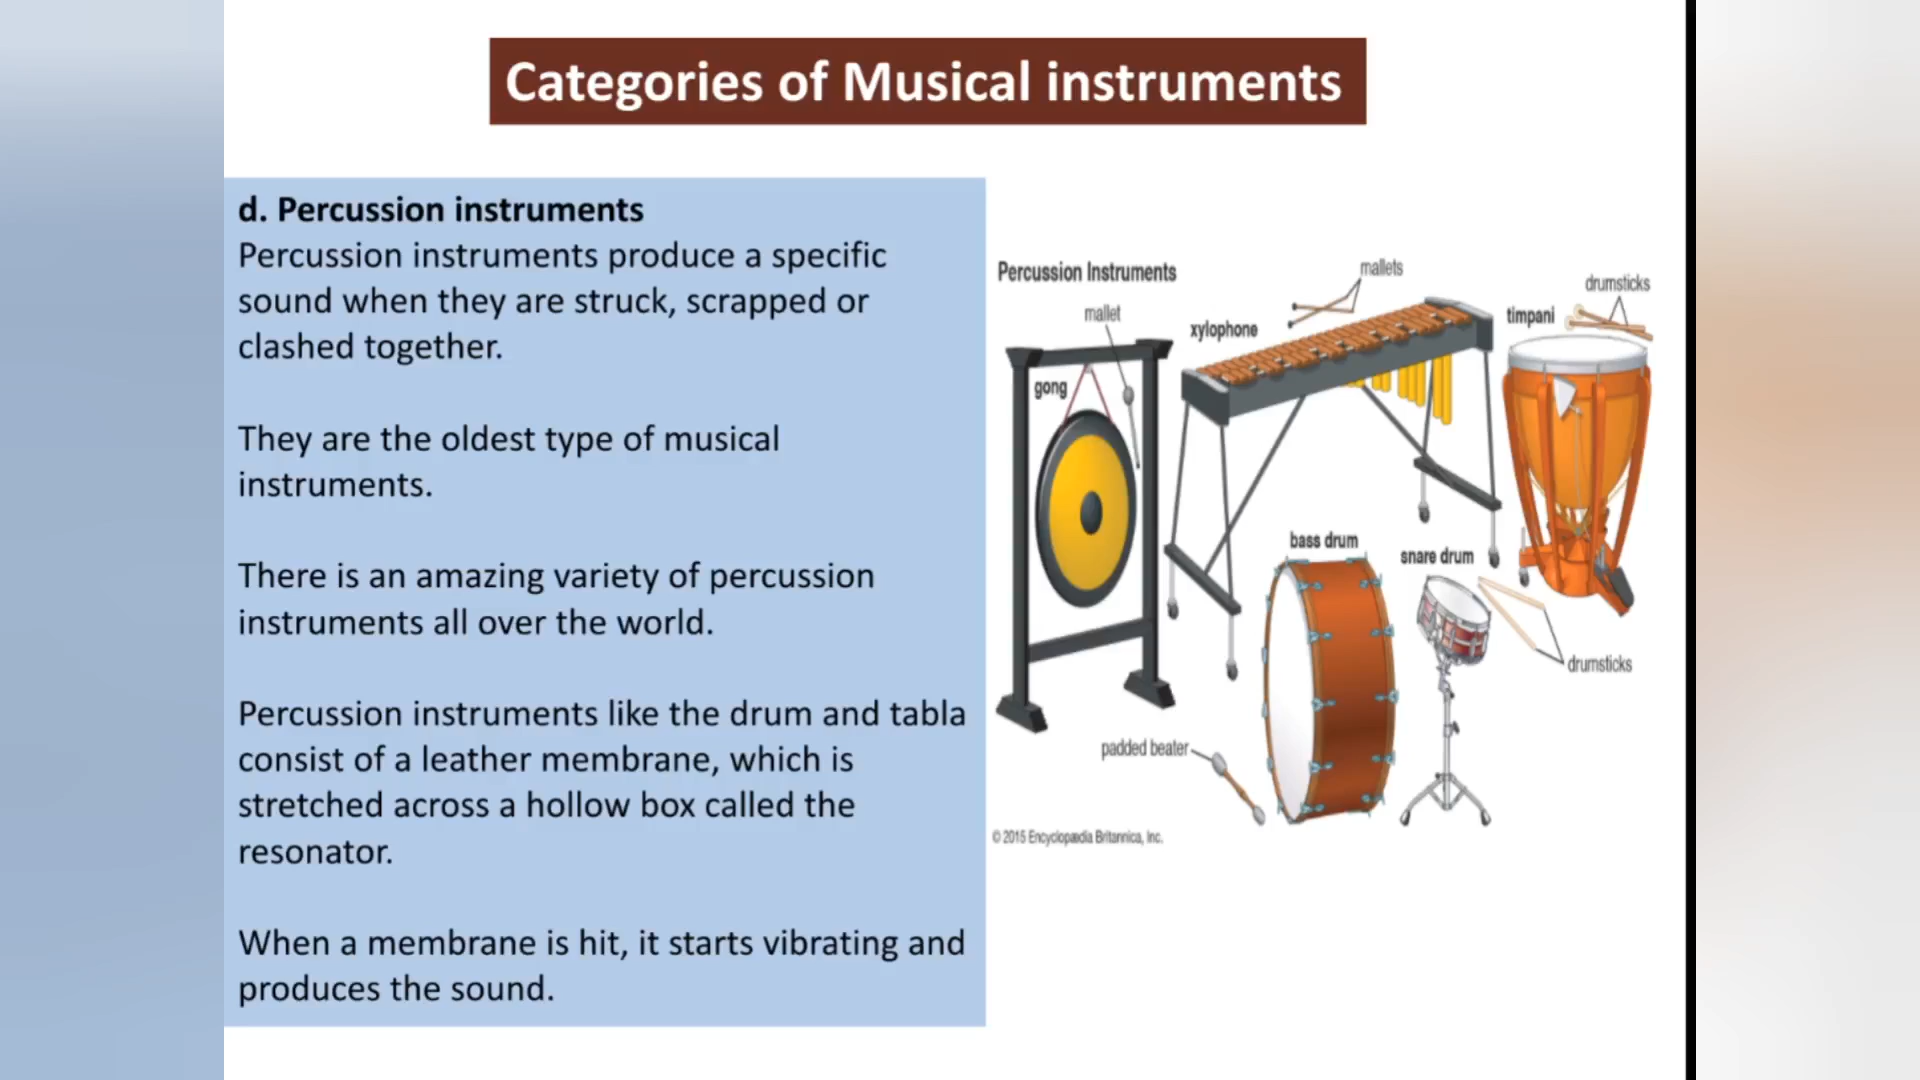 Categories of Musical instruments
d. Percussion instruments
Percussion instruments produce a specific
sound when they are struck, scrapped or
clashed together.
They are the oldest type of musical
instruments.
There is an amazing variety of percussion
instruments all over the world.
Percussion instruments like the drum and tabla
consist of a leather membrane, which is
stretched across a hollow box called the
resonator.
When a membrane is hit, it starts vibrating and
produces the sound.
Percussion Instruments
mallet
gong
xylophone
mallets
timpani
drumsticks
bass drum
snare drum
drumsticks
padded beater
© 2015 Encyclopædia Britannica, Inc.